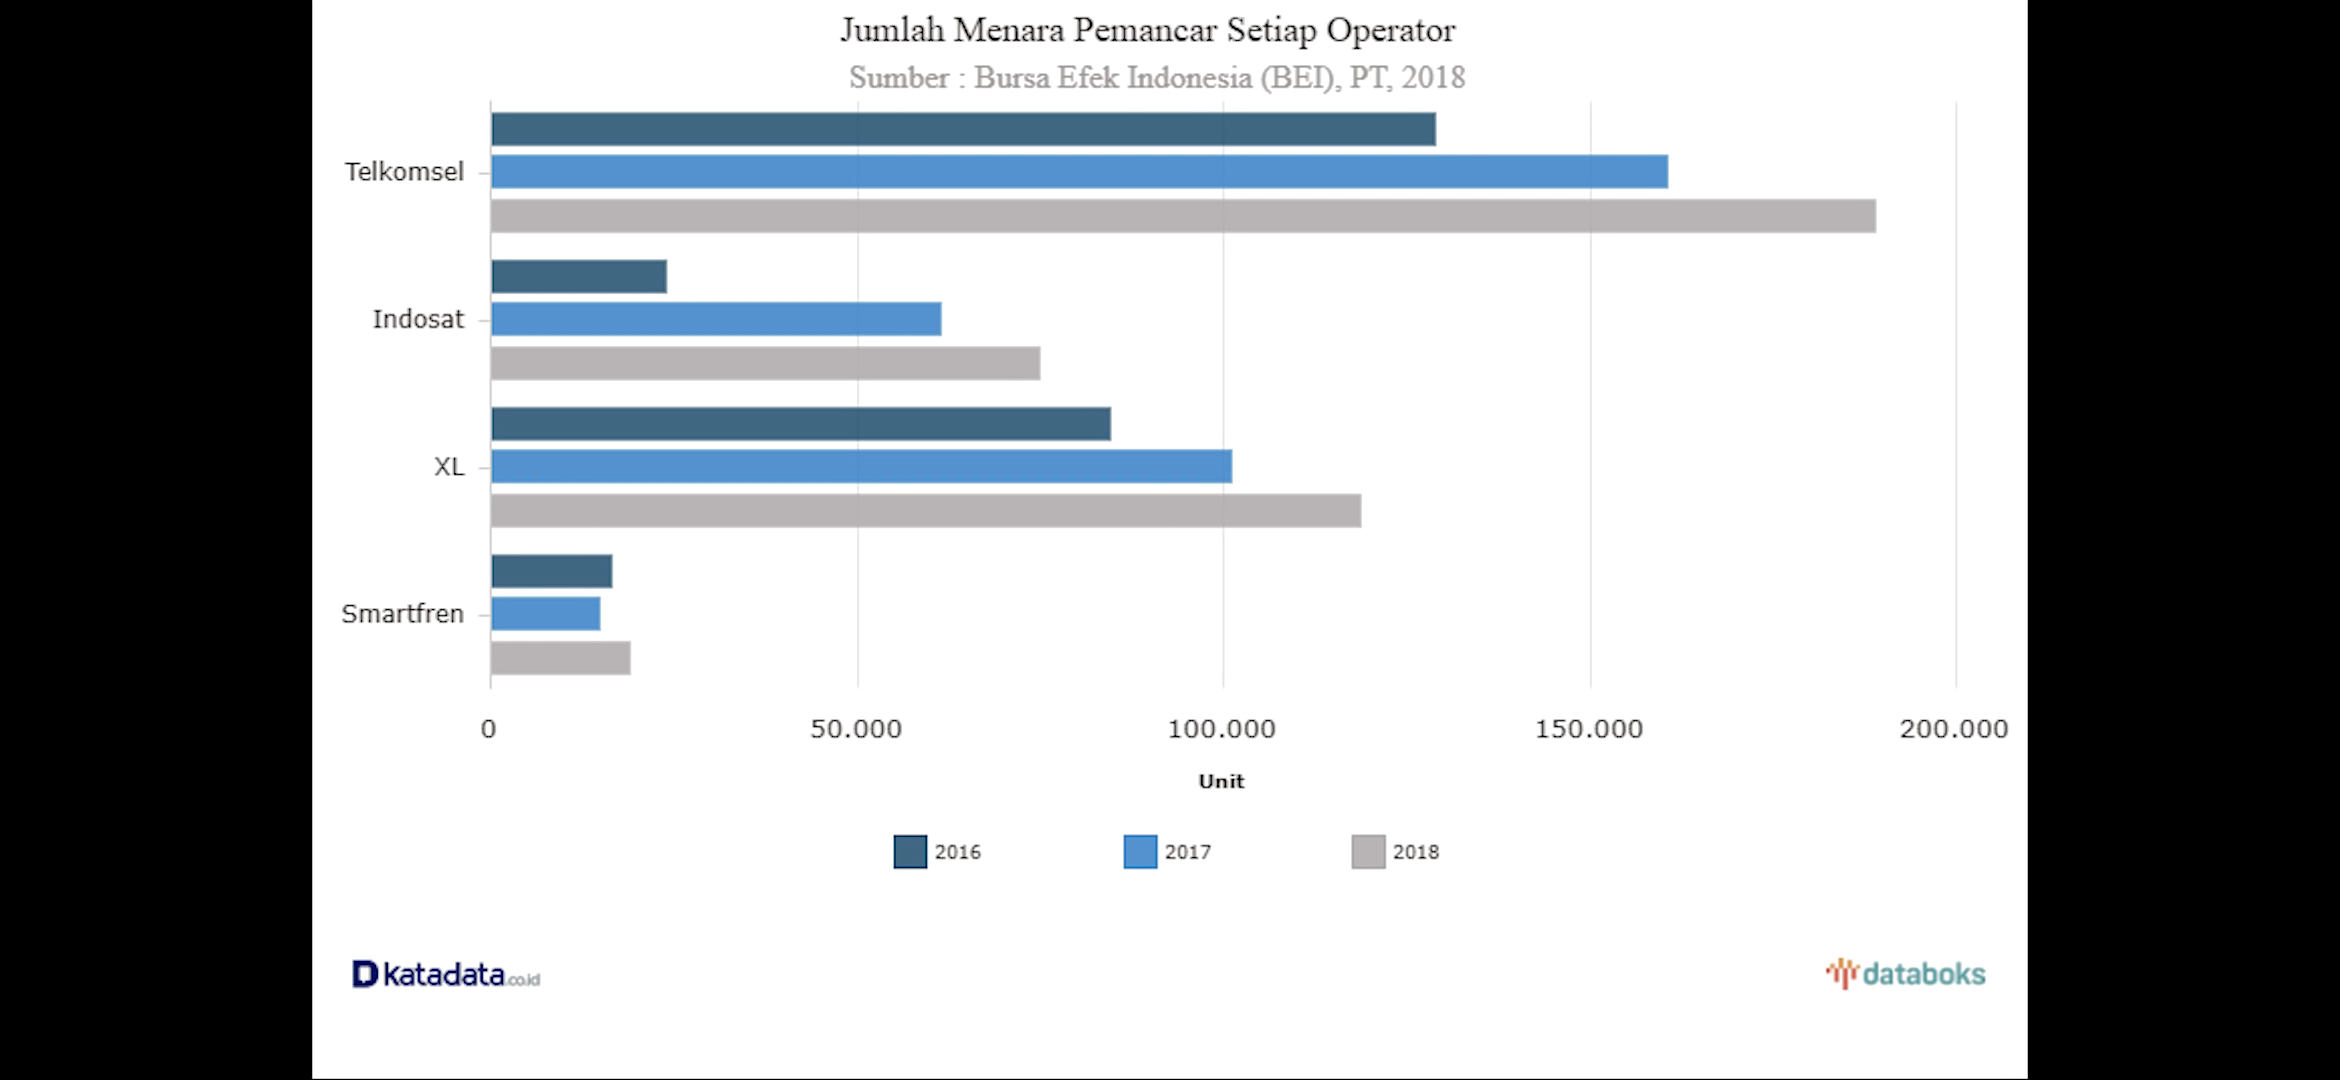 Jumlah Menara Pemancar Setiap Operator
Sumber : Bursa Efek Indonesia (BEI), PT, 2018
Telkomsel
Indosat
XL
Smartfren
0 50.000 100.000 150.000 200.000
Unit
2016 2017 2018
katadata.co.id databoks